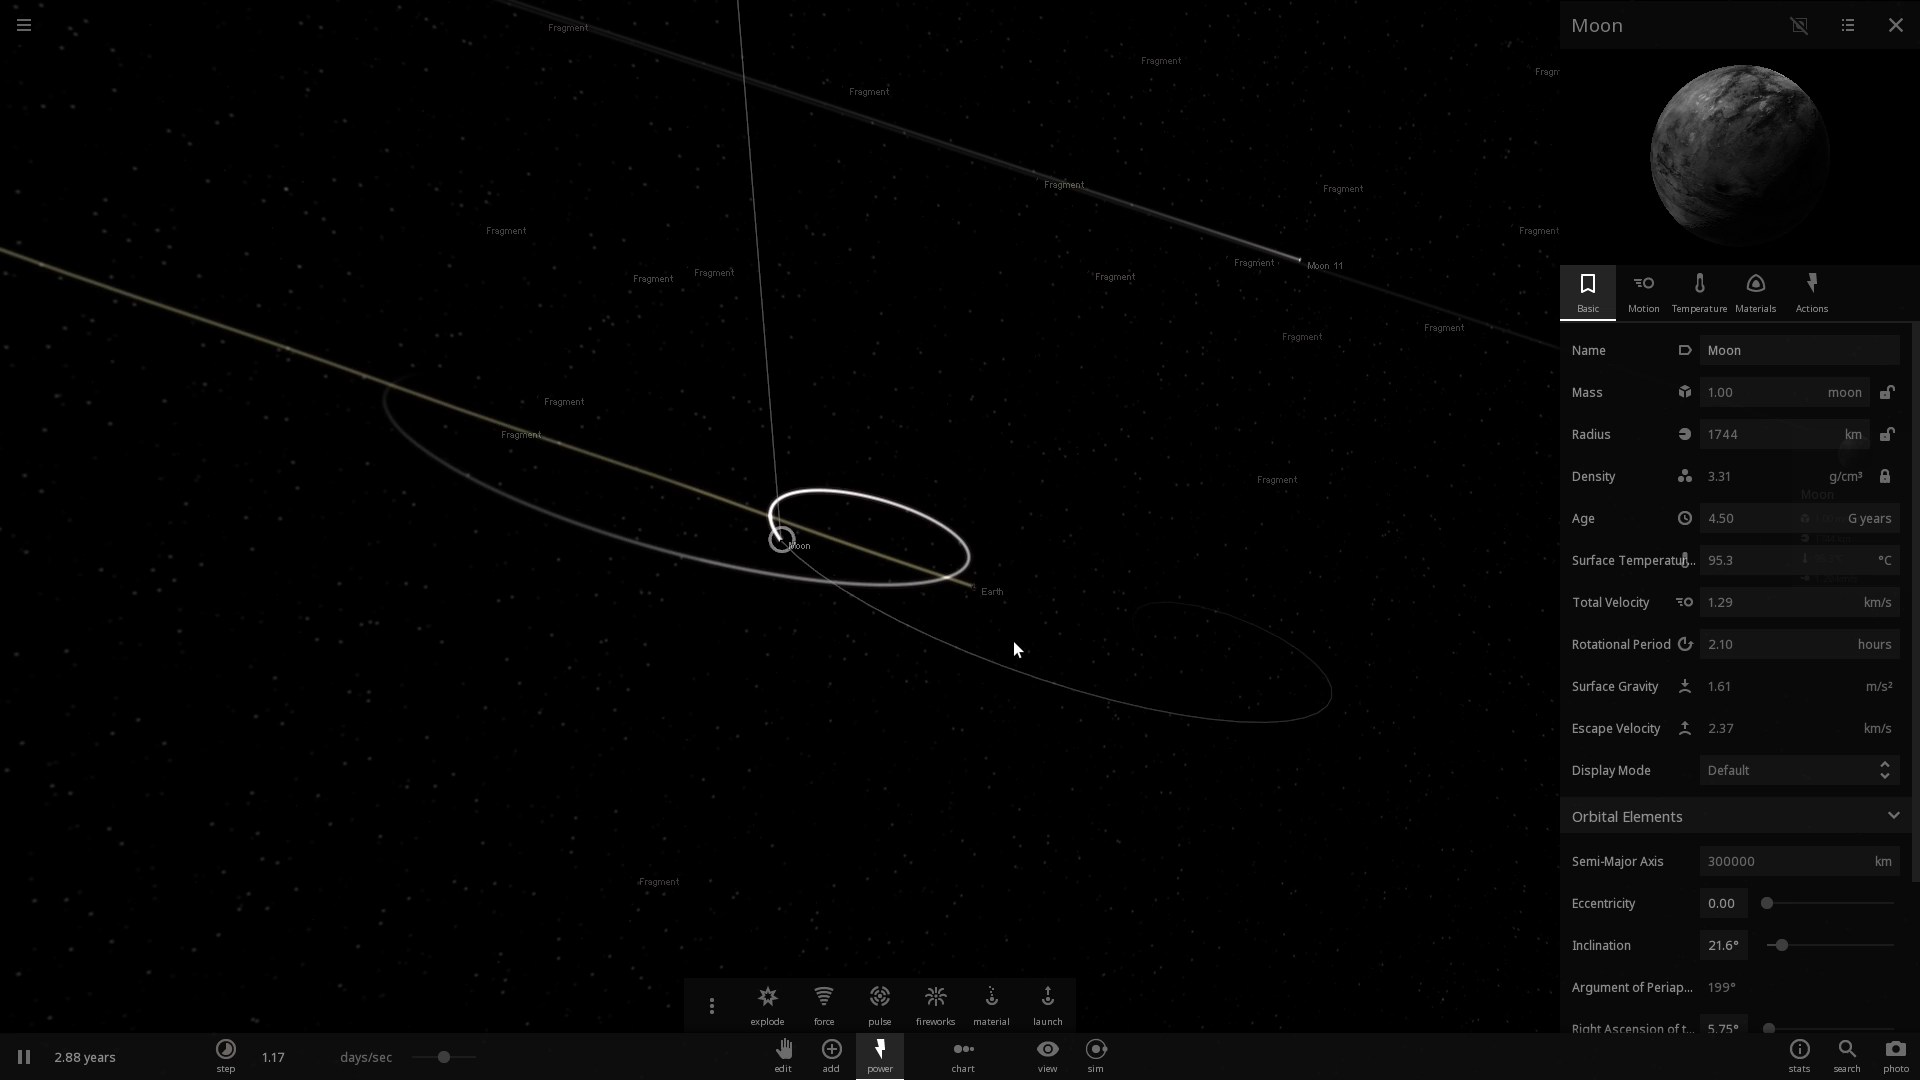 Moon
Fragment
Fragment
Fragment
Fragment
Fragment
Fragment
Fragment
Fragment
Fragment
Fragment
Moon 11
Fragment
Fragment
Fragment
Fragment
Fragment
Fragment
Fragment
Fragment
Moon
Earth
Fragment
Basic
Motion
Temperature
Materials
Actions
Name Moon
Mass 1.00 moon
Radius 1744 km
Density 3.31 g/cm³
Moon
Age 4.50 G years
Surface Temperatur... 95.3 °C
Total Velocity 1.29 km/s
Rotational Period 2.10 hours
Surface Gravity 1.61 m/s²
Escape Velocity 2.37 km/s
Display Mode Default
Orbital Elements
Semi-Major Axis 300000 km
Eccentricity 0.00
Inclination 21.6°
Argument of Periap... 199°
Right Ascension of t... 5.75°
explode force pulse fireworks material launch
2.88 years
step
1.17 days/sec
edit add power chart view sim
stats search photo